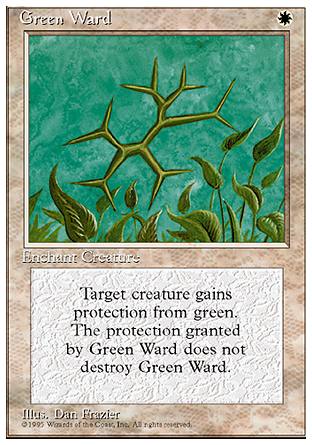 Green Ward
Enchant Creature
Target creature gains
protection from green.
The protection granted
by Green Ward does not
destroy Green Ward.
Illus. Dan Frazier
©1995 Wizards of the Coast, Inc. All rights reserved.